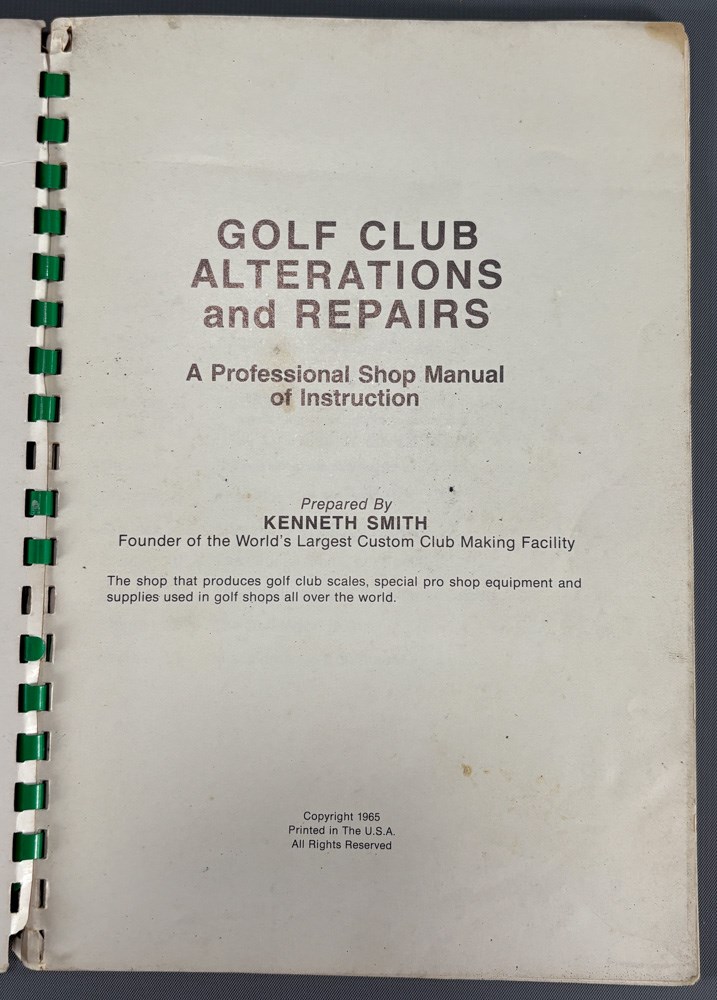 GOLF CLUB
ALTERATIONS
and REPAIRS
A Professional Shop Manual
of Instruction
Prepared By
KENNETH SMITH
Founder of the World's Largest Custom Club Making Facility
The shop that produces golf club scales, special pro shop equipment and
supplies used in golf shops all over the world.
Copyright 1965
Printed in The U.S.A.
All Rights Reserved